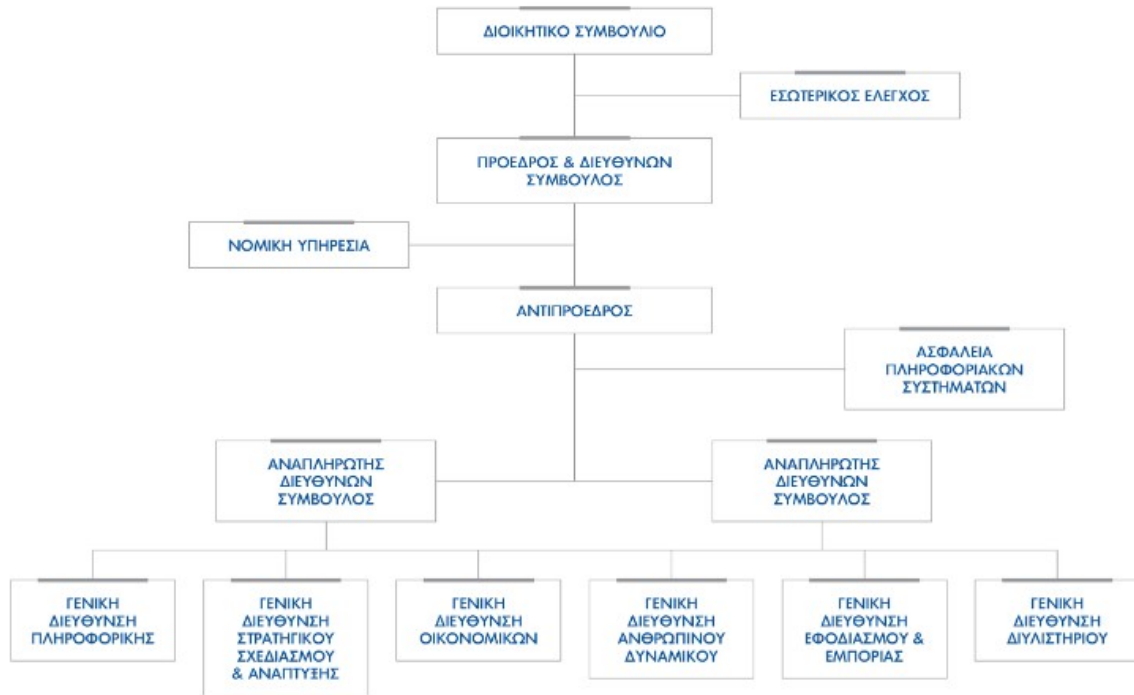 ΔΙΟΙΚΗΤΙΚΟ ΣΥΜΒΟΥΛΙΟ
ΕΣΩΤΕΡΙΚΟΣ ΕΛΕΓΧΟΣ
ΠΡΟΕΔΡΟΣ & ΔΙΕΥΘΥΝΩΝ
ΣΥΜΒΟΥΛΟΣ
ΝΟΜΙΚΗ ΥΠΗΡΕΣΙΑ
ΑΝΤΙΠΡΟΕΔΡΟΣ
ΑΣΦΑΛΕΙΑ
ΠΛΗΡΟΦΟΡΙΑΚΩΝ
ΣΥΣΤΗΜΑΤΩΝ
ΑΝΑΠΛΗΡΩΤΗΣ
ΔΙΕΥΘΥΝΩΝ
ΣΥΜΒΟΥΛΟΣ
ΑΝΑΠΛΗΡΩΤΗΣ
ΔΙΕΥΘΥΝΩΝ
ΣΥΜΒΟΥΛΟΣ
ΓΕΝΙΚΗ
ΔΙΕΥΘΥΝΣΗ
ΠΛΗΡΟΦΟΡΙΚΗΣ
ΓΕΝΙΚΗ
ΔΙΕΥΘΥΝΣΗ
ΣΤΡΑΤΗΓΙΚΟΥ
ΣΧΕΔΙΑΣΜΟΥ
& ΑΝΑΠΤΥΞΗΣ
ΓΕΝΙΚΗ
ΔΙΕΥΘΥΝΣΗ
ΟΙΚΟΝΟΜΙΚΩΝ
ΓΕΝΙΚΗ
ΔΙΕΥΘΥΝΣΗ
ΑΝΘΡΩΠΙΝΟΥ
ΔΥΝΑΜΙΚΟΥ
ΓΕΝΙΚΗ
ΔΙΕΥΘΥΝΣΗ
ΕΦΟΔΙΑΣΜΟΥ &
ΕΜΠΟΡΙΑΣ
ΓΕΝΙΚΗ
ΔΙΕΥΘΥΝΣΗ
ΔΙΥΛΙΣΤΗΡΙΟΥ